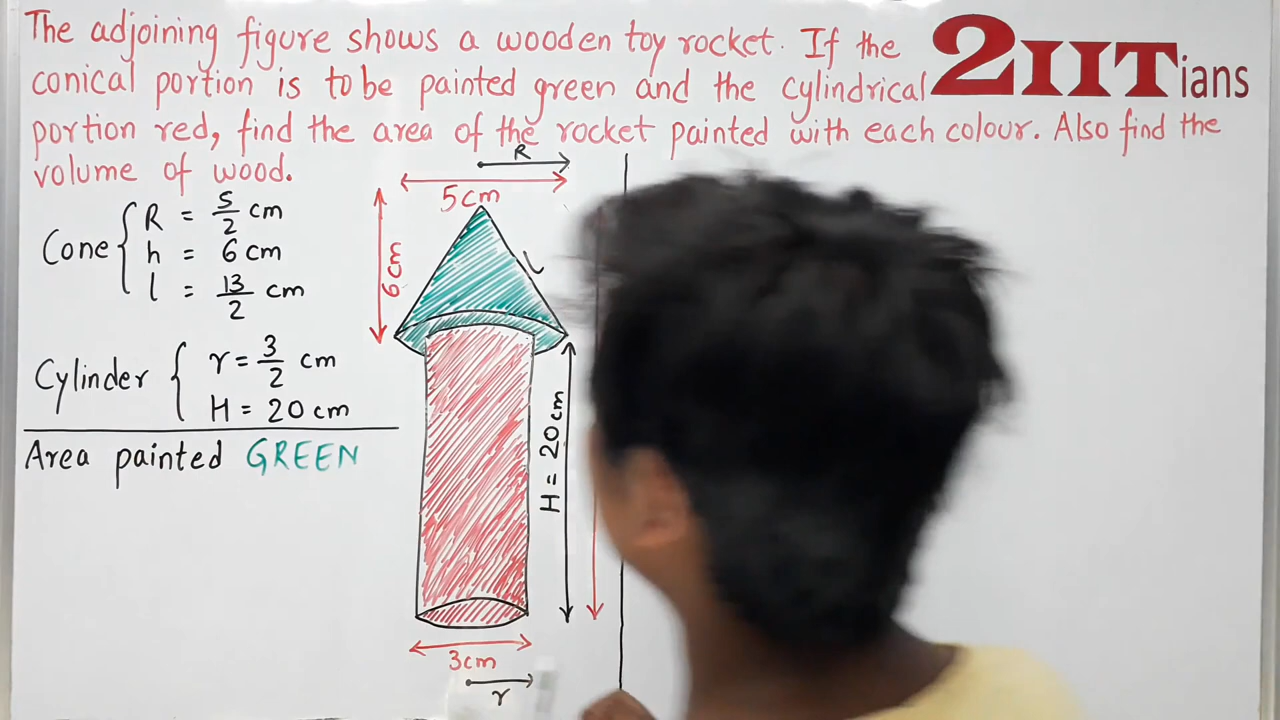 The adjoining figure shows a wooden toy rocket. If the
conical portion is to be painted green and the cylindrical
portion red, find the area of the rocket painted with each colour. Also find the
volume of wood.
2IITians
R
5cm
Cone { R = 5/2 cm
h = 6 cm
l = 13/2 cm
6cm
l
Cylinder { r = 3/2 cm
H = 20 cm
H = 20 cm
Area painted GREEN
3cm
r